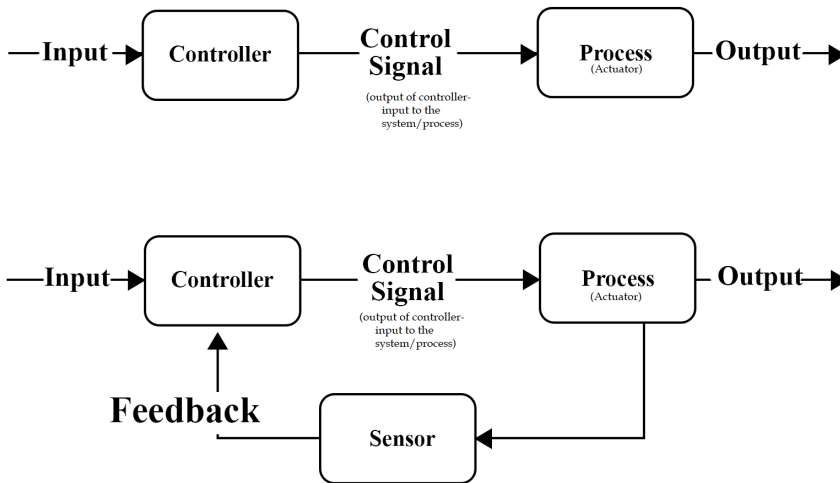 Input
Controller
Control
Signal
(output of controller-
input to the
system/process)
Process
(Actuator)
Output
Input
Controller
Control
Signal
(output of controller-
input to the
system/process)
Process
(Actuator)
Output
Feedback
Sensor